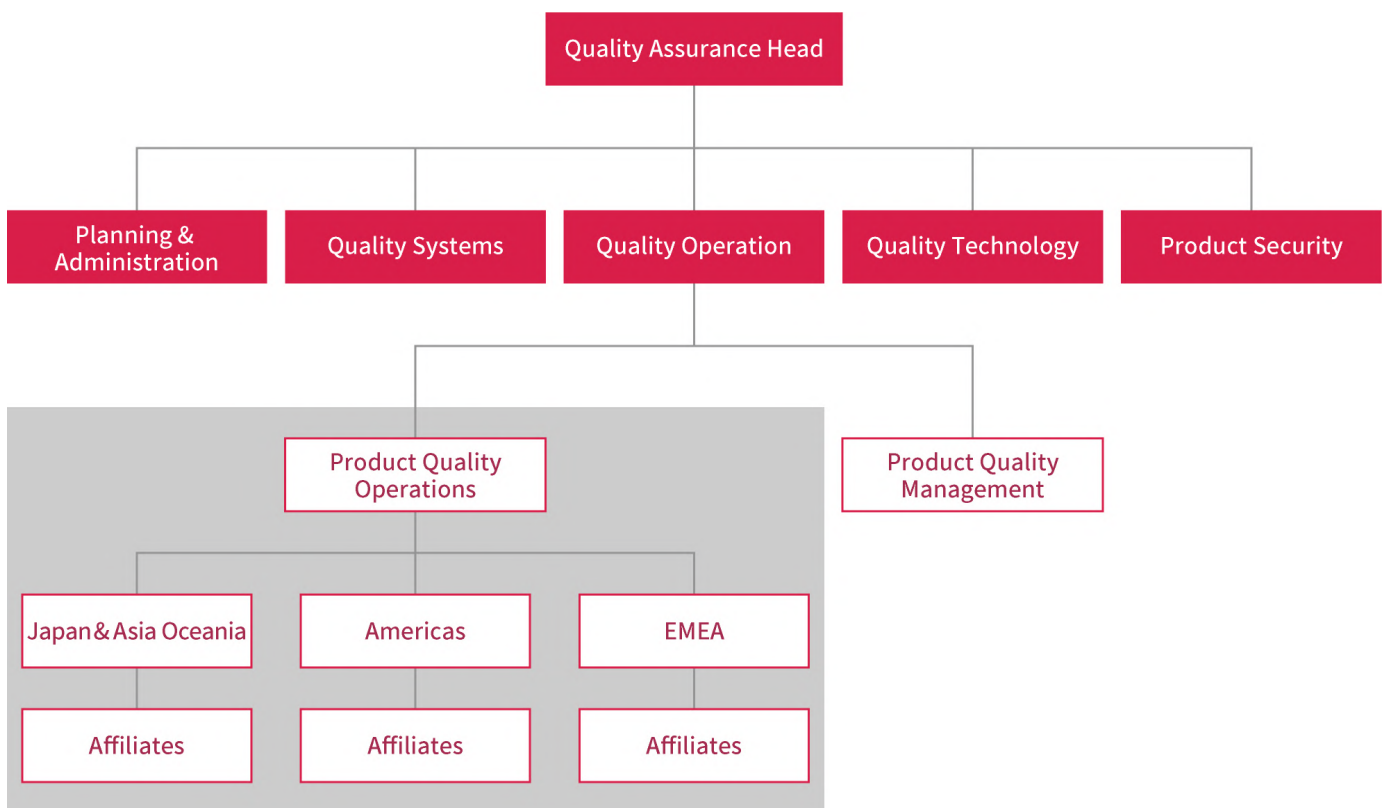 Quality Assurance Head
Planning &
Administration
Quality Systems
Quality Operation
Quality Technology
Product Security
Product Quality
Operations
Product Quality
Management
Japan & Asia Oceania
Americas
EMEA
Affiliates
Affiliates
Affiliates